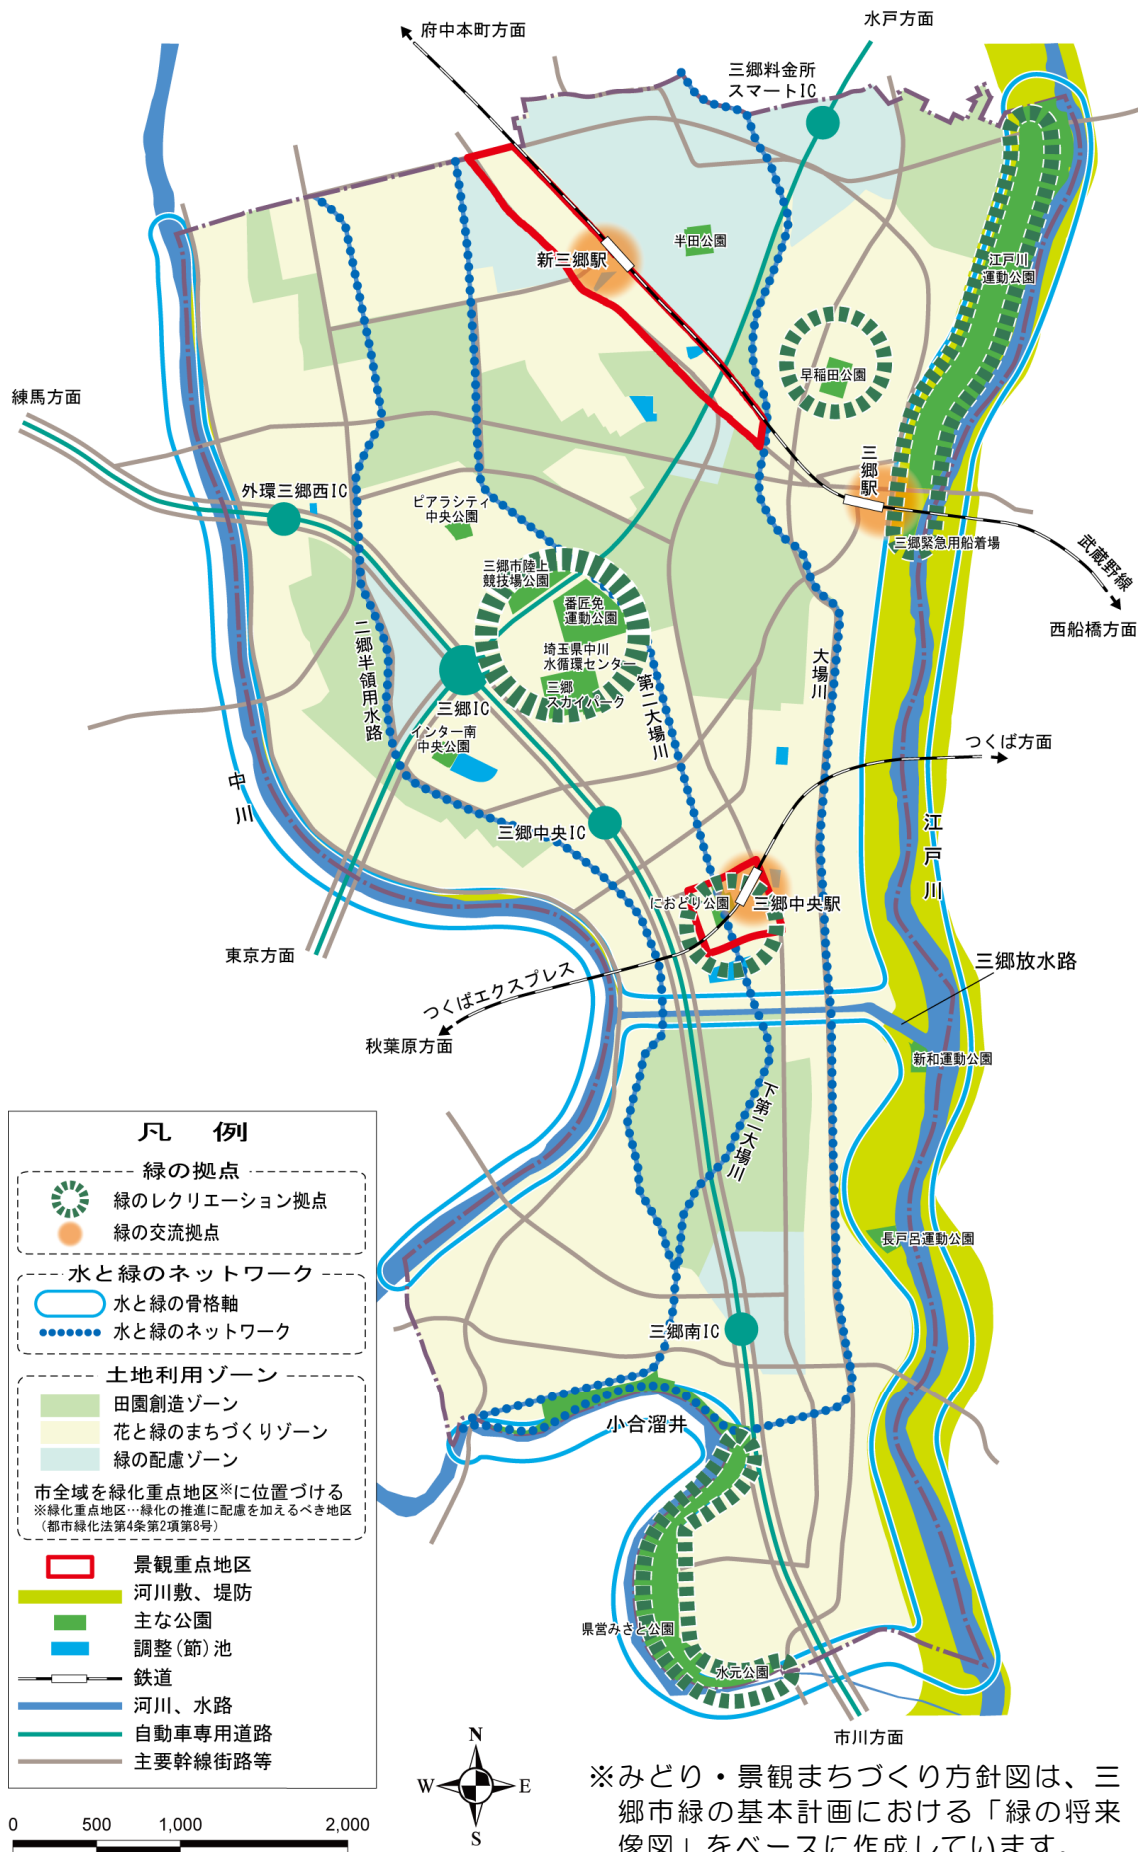 府中本町方面
水戸方面
三郷料金所
スマートIC
半田公園
新三郷駅
江戸川
運動公園
早稲田公園
練馬方面
三郷駅
外環三郷西IC
ピアラシティ
中央公園
三郷緊急用船着場
武蔵野線
三郷市陸上
競技場公園
番匠免
運動公園
西船橋方面
二郷半領用水路
埼玉県中川
水循環センター
大場川
三郷
スカイパーク
第二大場川
三郷IC
インター南
中央公園
つくば方面
中川
三郷中央IC
江戸川
におどり公園
三郷中央駅
東京方面
つくばエクスプレス
三郷放水路
秋葉原方面
新和運動公園
下第二大場川
長戸呂運動公園
三郷南IC
小合溜井
県営みさと公園
水元公園
市川方面
凡 例
緑の拠点
緑のレクリエーション拠点
緑の交流拠点
水と緑のネットワーク
水と緑の骨格軸
水と緑のネットワーク
土地利用ゾーン
田園創造ゾーン
花と緑のまちづくりゾーン
緑の配慮ゾーン
市全域を緑化重点地区※に位置づける
※緑化重点地区…緑化の推進に配慮を加えるべき地区
（都市緑化法第4条第2項第8号）
景観重点地区
河川敷、堤防
主な公園
調整(節)池
鉄道
河川、水路
自動車専用道路
主要幹線街路等
N
W E
S
0 500 1,000 2,000
※みどり・景観まちづくり方針図は、三
郷市緑の基本計画における「緑の将来
像図」をベースに作成しています。